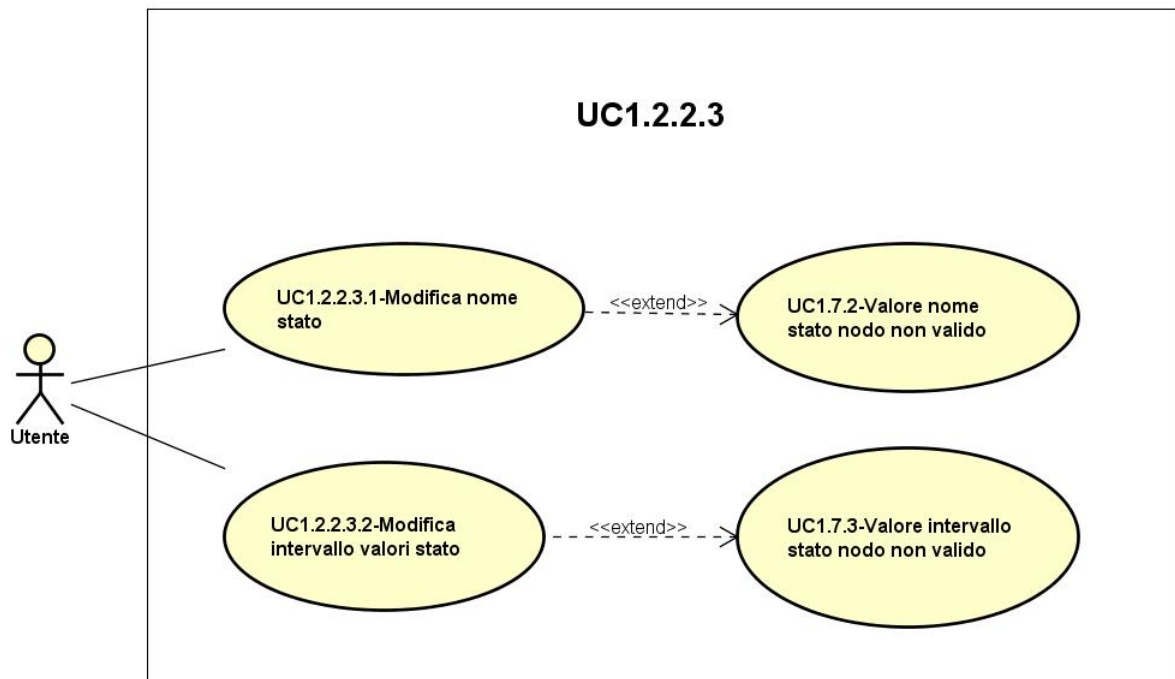 UC1.2.2.3
UC1.2.2.3.1-Modifica nome
stato
<<extend>>
UC1.7.2-Valore nome
stato nodo non valido
Utente
UC1.2.2.3.2-Modifica
intervallo valori stato
<<extend>>
UC1.7.3-Valore intervallo
stato nodo non valido